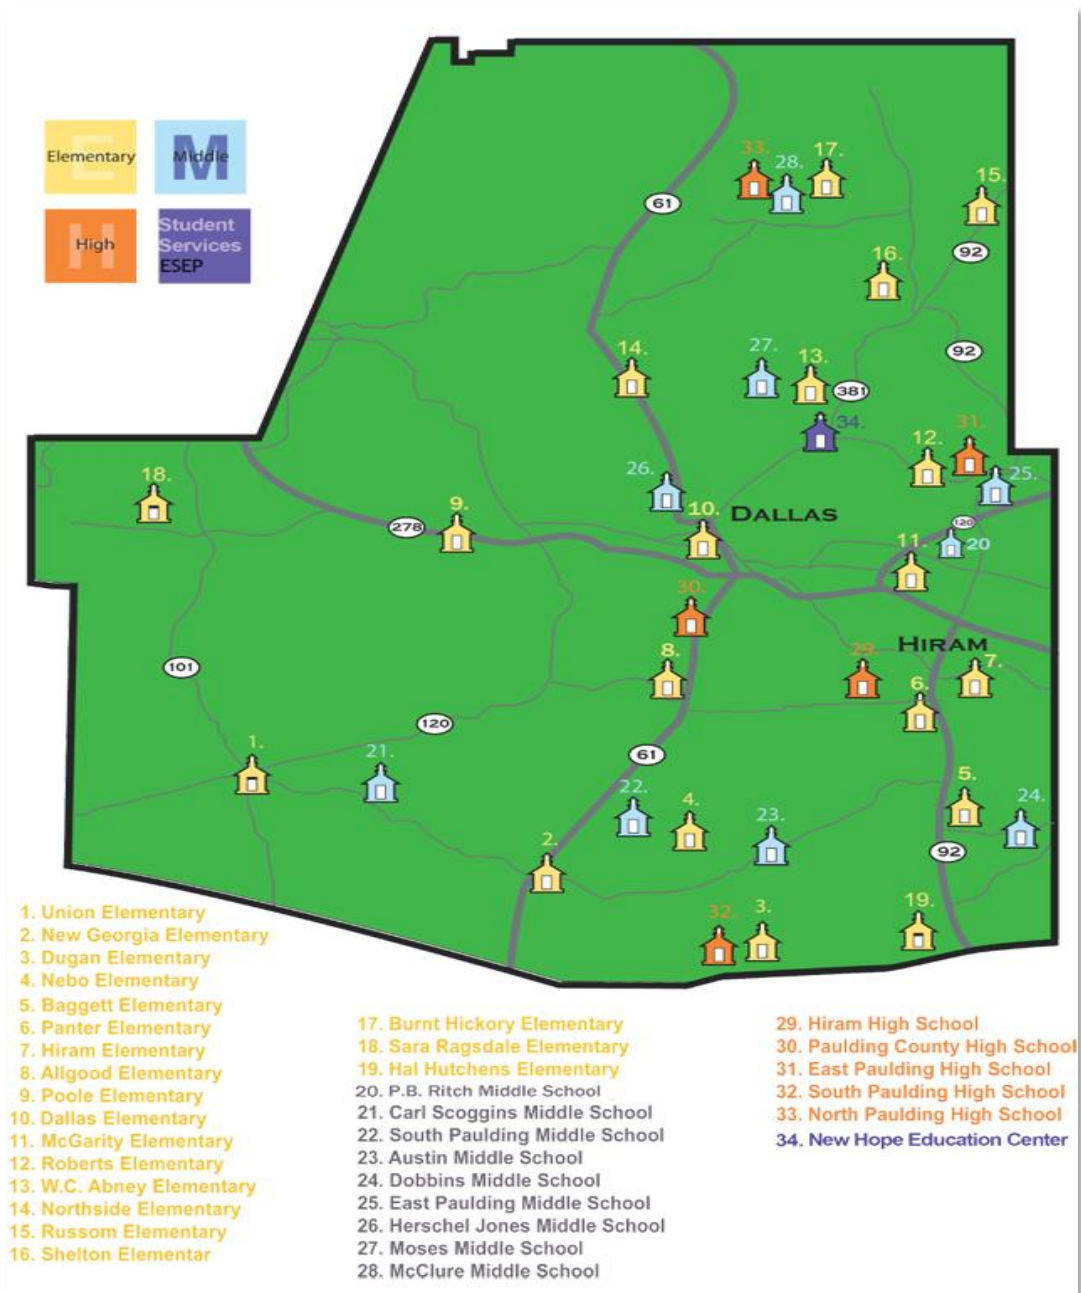 E
Elementary
M
Middle
H
High
Student
Services
ESEP
33.
28.
17.
15.
61
92
16.
14.
27.
13.
92
381
34.
31.
12.
25.
18.
26.
9.
10.
DALLAS
278
120
20
11.
30.
HIRAM
29.
7.
8.
6.
101
120
1.
21.
61
5.
22.
4.
23.
24.
2.
92
32.
3.
19.
1. Union Elementary
2. New Georgia Elementary
3. Dugan Elementary
4. Nebo Elementary
5. Baggett Elementary
6. Panter Elementary
7. Hiram Elementary
8. Allgood Elementary
9. Poole Elementary
10. Dallas Elementary
11. McGarity Elementary
12. Roberts Elementary
13. W.C. Abney Elementary
14. Northside Elementary
15. Russom Elementary
16. Shelton Elementar
17. Burnt Hickory Elementary
18. Sara Ragsdale Elementary
19. Hal Hutchens Elementary
20. P.B. Ritch Middle School
21. Carl Scoggins Middle School
22. South Paulding Middle School
23. Austin Middle School
24. Dobbins Middle School
25. East Paulding Middle School
26. Herschel Jones Middle School
27. Moses Middle School
28. McClure Middle School
29. Hiram High School
30. Paulding County High School
31. East Paulding High School
32. South Paulding High School
33. North Paulding High School
34. New Hope Education Center